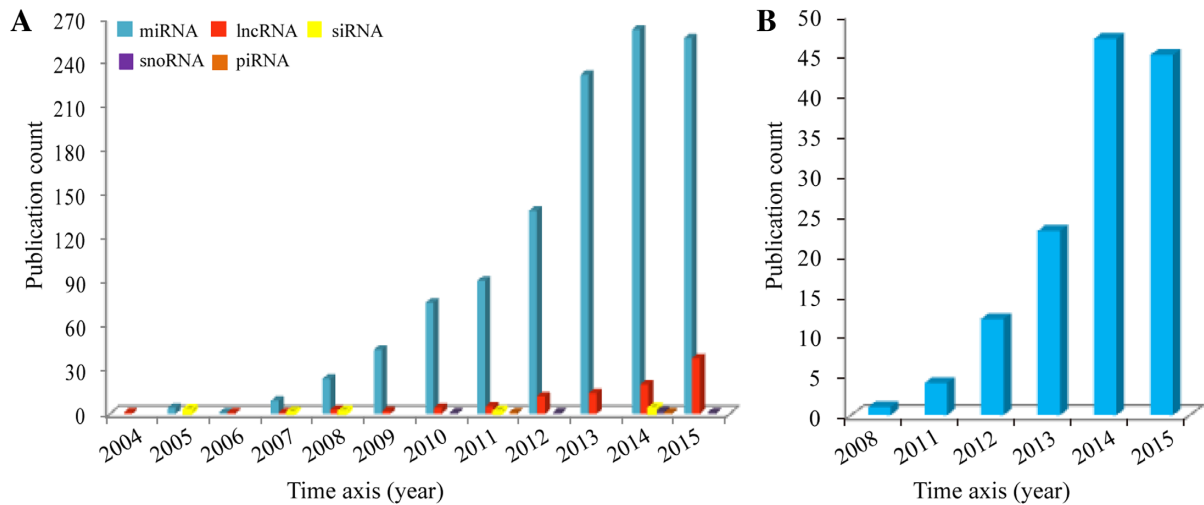 A
miRNA lncRNA siRNA
snoRNA piRNA
Publication count
270
240
210
180
150
120
90
60
30
0
2004 2005 2006 2007 2008 2009 2010 2011 2012 2013 2014 2015
Time axis (year)
B
Publication count
50
45
40
35
30
25
20
15
10
5
0
2008 2011 2012 2013 2014 2015
Time axis (year)